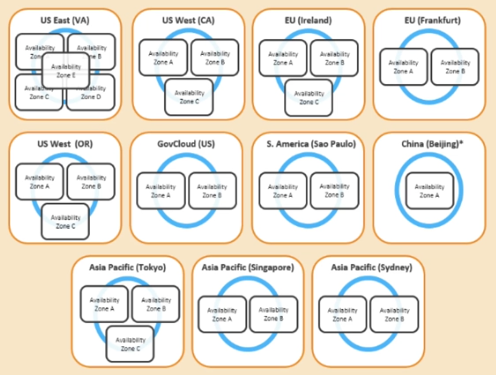 US East (VA)
Availability
Zone A
Availability
Zone B
Availability
Zone E
Availability
Zone C
Availability
Zone D
US West (CA)
Availability
Zone A
Availability
Zone B
Availability
Zone C
EU (Ireland)
Availability
Zone A
Availability
Zone B
Availability
Zone C
EU (Frankfurt)
Availability
Zone A
Availability
Zone B
US West (OR)
Availability
Zone A
Availability
Zone B
Availability
Zone C
GovCloud (US)
Availability
Zone A
Availability
Zone B
S. America (Sao Paulo)
Availability
Zone A
Availability
Zone B
China (Beijing)*
Availability
Zone A
Asia Pacific (Tokyo)
Availability
Zone A
Availability
Zone B
Availability
Zone C
Asia Pacific (Singapore)
Availability
Zone A
Availability
Zone B
Asia Pacific (Sydney)
Availability
Zone A
Availability
Zone B